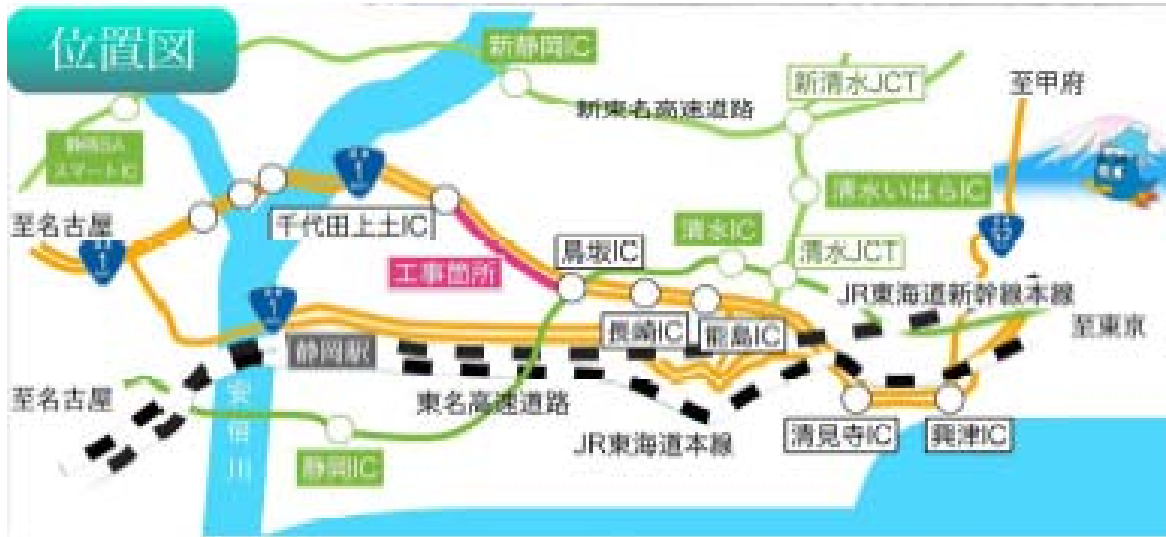 位置図
新静岡IC
新東名高速道路
新清水JCT
至甲府
静岡SA
スマートIC
至名古屋
1
1
千代田上土IC
清水いはらIC
52
工事箇所
鳥坂IC
清水IC
清水JCT
1
長崎IC
能島IC
JR東海道新幹線本線
至東京
静岡駅
至名古屋
安倍川
東名高速道路
JR東海道本線
清見寺IC
興津IC
静岡IC